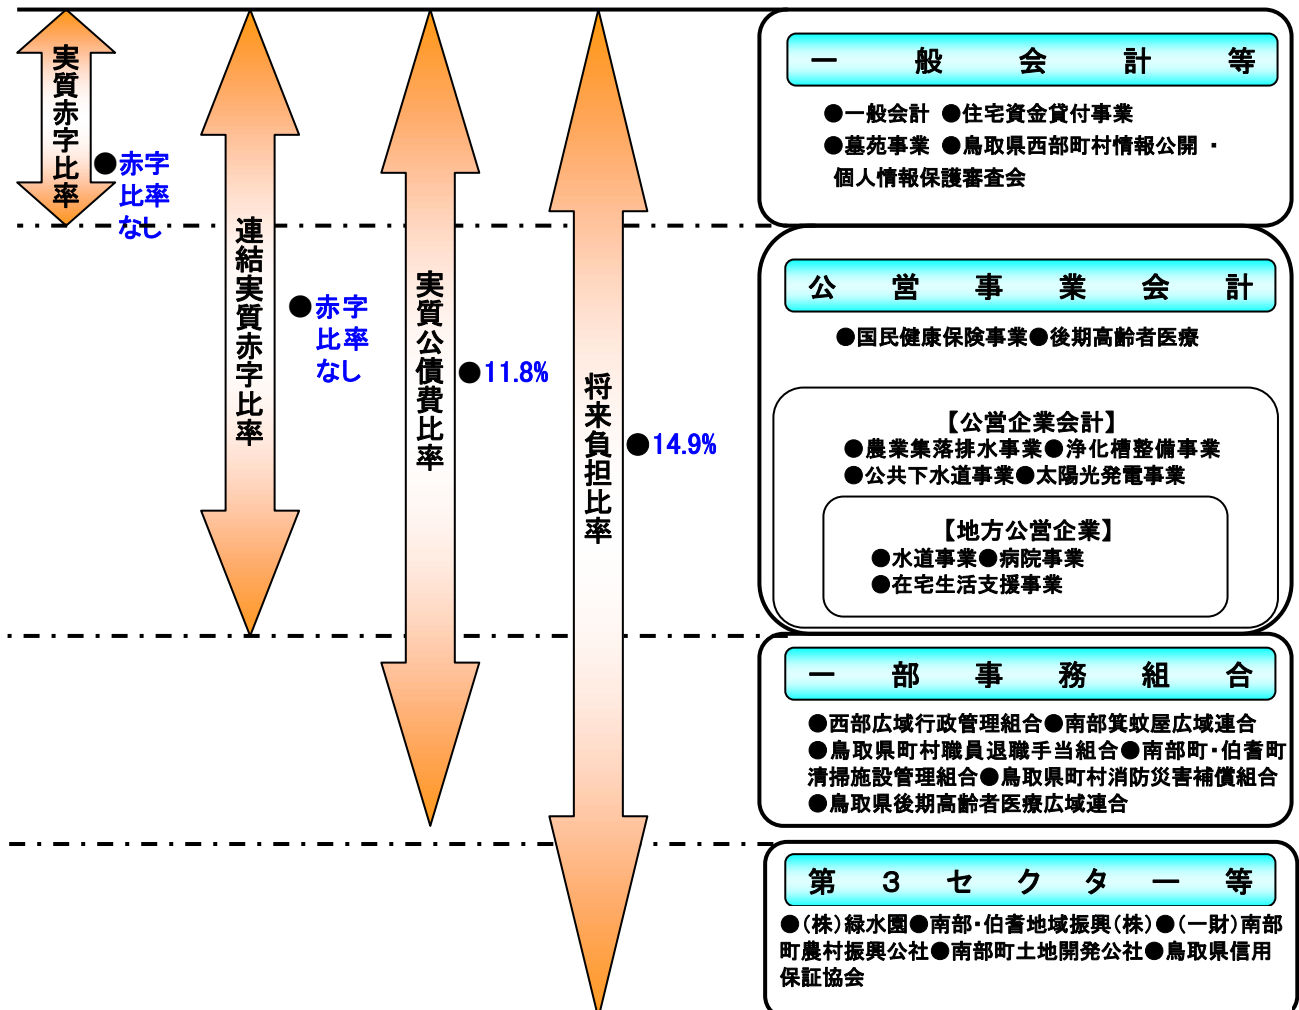 実質赤字比率
●赤字
比率
なし
連結実質赤字比率
●赤字
比率
なし
実質公債費比率
●11.8%
将来負担比率
●14.9%
一般会計等
●一般会計 ●住宅資金貸付事業
●墓苑事業 ●鳥取県西部町村情報公開・
個人情報保護審査会
公営事業会計
●国民健康保険事業●後期高齢者医療
【公営企業会計】
●農業集落排水事業●浄化槽整備事業
●公共下水道事業●太陽光発電事業
【地方公営企業】
●水道事業●病院事業
●在宅生活支援事業
一部事務組合
●西部広域行政管理組合●南部箕蚊屋広域連合
●鳥取県町村職員退職手当組合●南部町・伯耆町
清掃施設管理組合●鳥取県町村消防災害補償組合
●鳥取県後期高齢者医療広域連合
第3セクター等
●(株)緑水園●南部・伯耆地域振興(株)●(一財)南部
町農村振興公社●南部町土地開発公社●鳥取県信用
保証協会